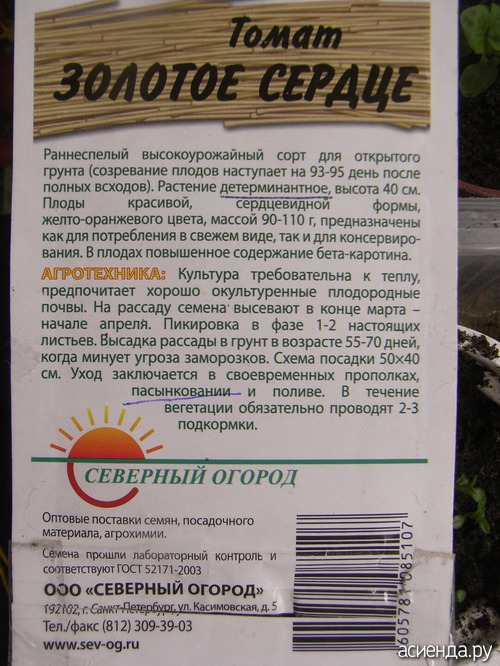 Томат
ЗОЛОТОЕ СЕРДЦЕ
Раннеспелый высокоурожайный сорт для открытого
грунта (созревание плодов наступает на 93-95 день после
полных всходов). Растение детерминантное, высота 40 см.
Плоды красивой, сердцевидной формы,
желто-оранжевого цвета, массой 90-110 г, предназначены
как для потребления в свежем виде, так и для консервиро-
вания. В плодах повышенное содержание бета-каротина.
АГРОТЕХНИКА: Культура требовательна к теплу,
предпочитает хорошо окультуренные плодородные
почвы. На рассаду семена высевают в конце марта –
начале апреля. Пикировка в фазе 1-2 настоящих
листьев. Высадка рассады в грунт в возрасте 55-70 дней,
когда минует угроза заморозков. Схема посадки 50×40
см. Уход заключается в своевременных прополках,
пасынковании и поливе. В течение
вегетации обязательно проводят 2-3
подкормки.
СЕВЕРНЫЙ ОГОРОД
Оптовые поставки семян, посадочного
материала, агрохимии.
Семена прошли лабораторный контроль и
соответствуют ГОСТ 52171-2003
ООО «СЕВЕРНЫЙ ОГОРОД»
192102, г. Санкт-Петербург, ул. Касимовская, д. 5
Тел./факс (812) 309-39-03
www.sev-og.ru
4605781085107
асиенда.ру